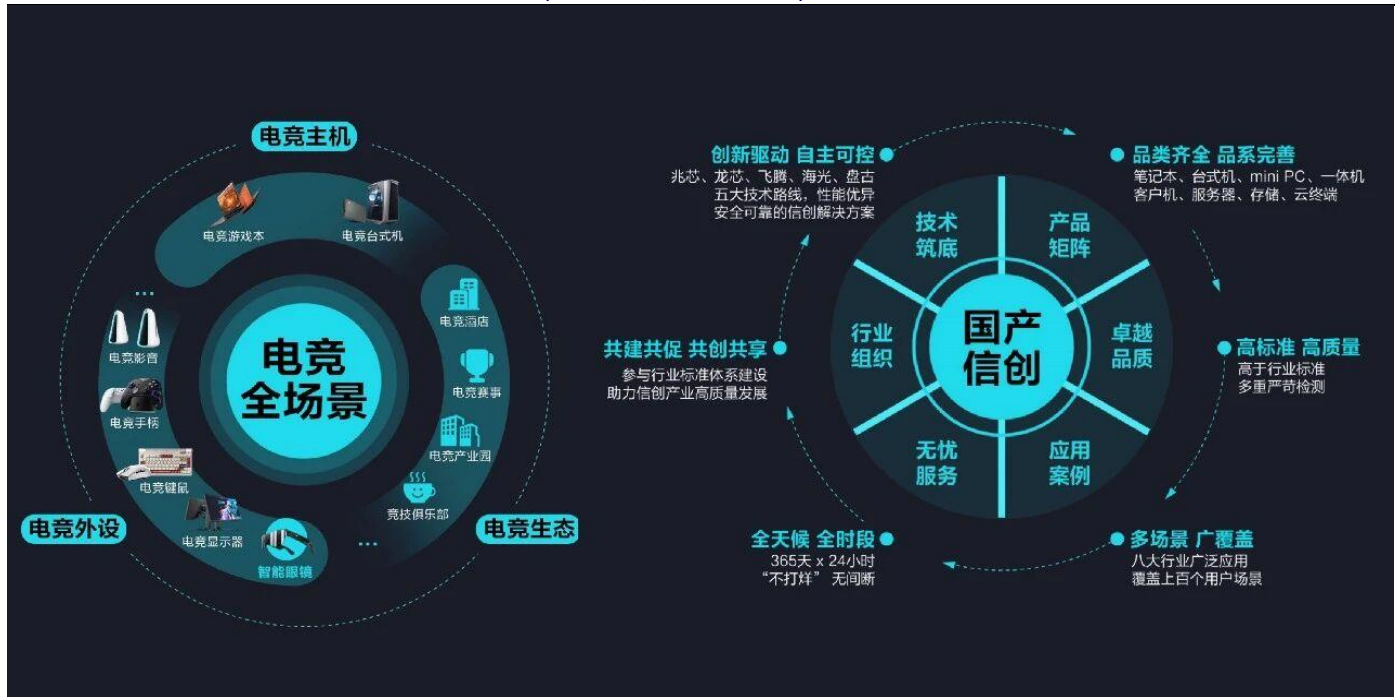 电竞主机
电竞游戏本
电竞台式机
电竞酒店
电竞赛事
电竞产业园
竞技俱乐部
...
电竞生态
...
电竞影音
电竞手柄
电竞键鼠
电竞显示器
智能眼镜
电竞外设
电竞
全场景
创新驱动 自主可控
兆芯、龙芯、飞腾、海光、盘古
五大技术路线，性能优异
安全可靠的信创解决方案
品类齐全 品系完善
笔记本、台式机、mini PC、一体机
客户机、服务器、存储、云终端
技术
筑底
产品
矩阵
行业
组织
国产
信创
卓越
品质
无忧
服务
应用
案例
共建共促 共创共享
参与行业标准体系建设
助力信创产业高质量发展
高标准 高质量
高于行业标准
多重严苛检测
全天候 全时段
365天 x 24小时
“不打烊” 无间断
多场景 广覆盖
八大行业广泛应用
覆盖上百个用户场景